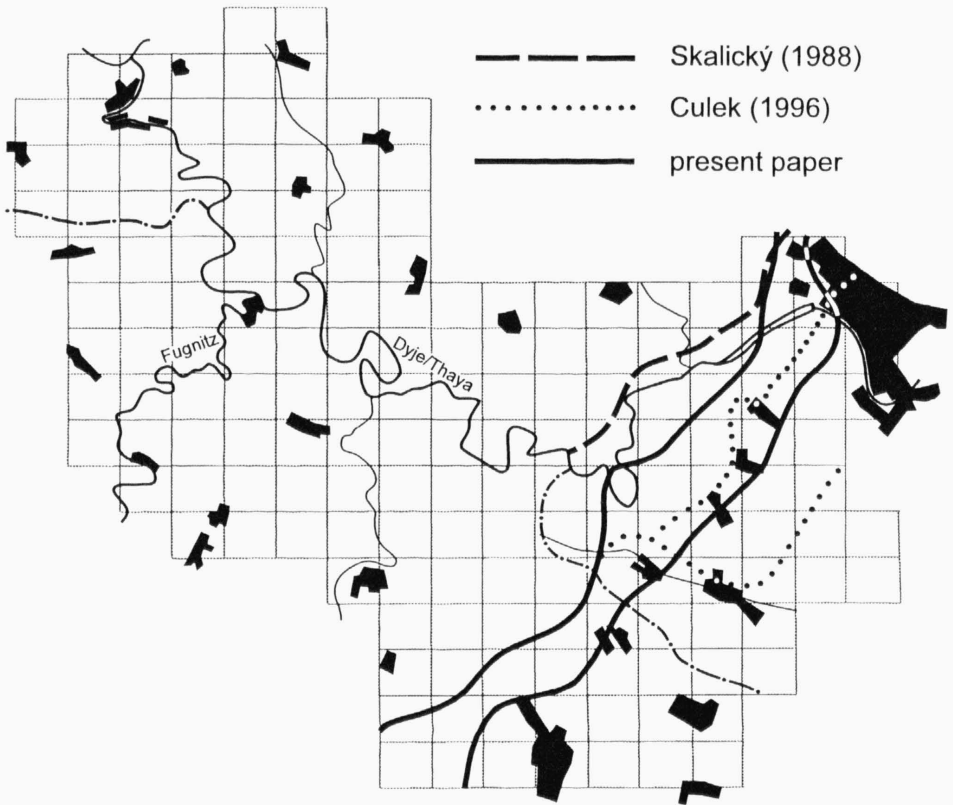 Skalický (1988)
Culek (1996)
present paper
Fugnitz
Dyje/Thaya